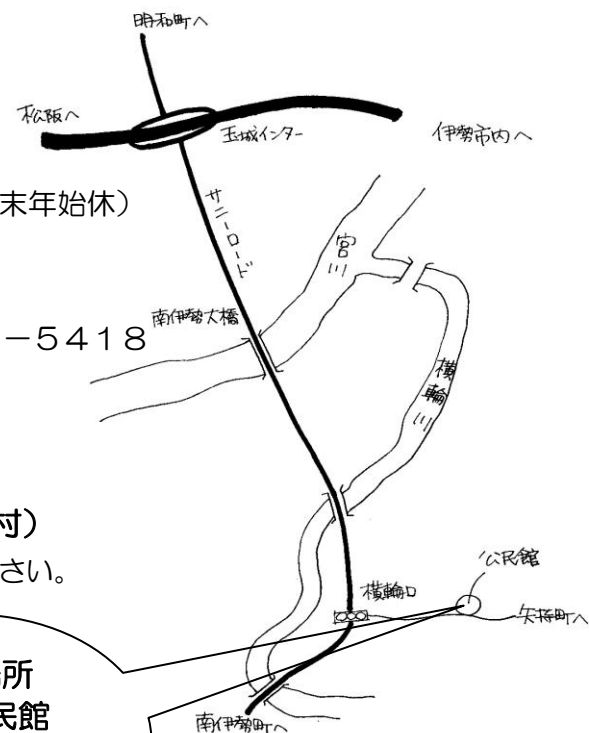 明和町へ
松阪へ
玉城インター
伊勢市内へ
末年始休）
サニーロード
宮川
南伊勢大橋
－５４１８
横輪川
村）
さい。
公民館
横輪口
矢持町へ
所
民館
南伊勢町へ